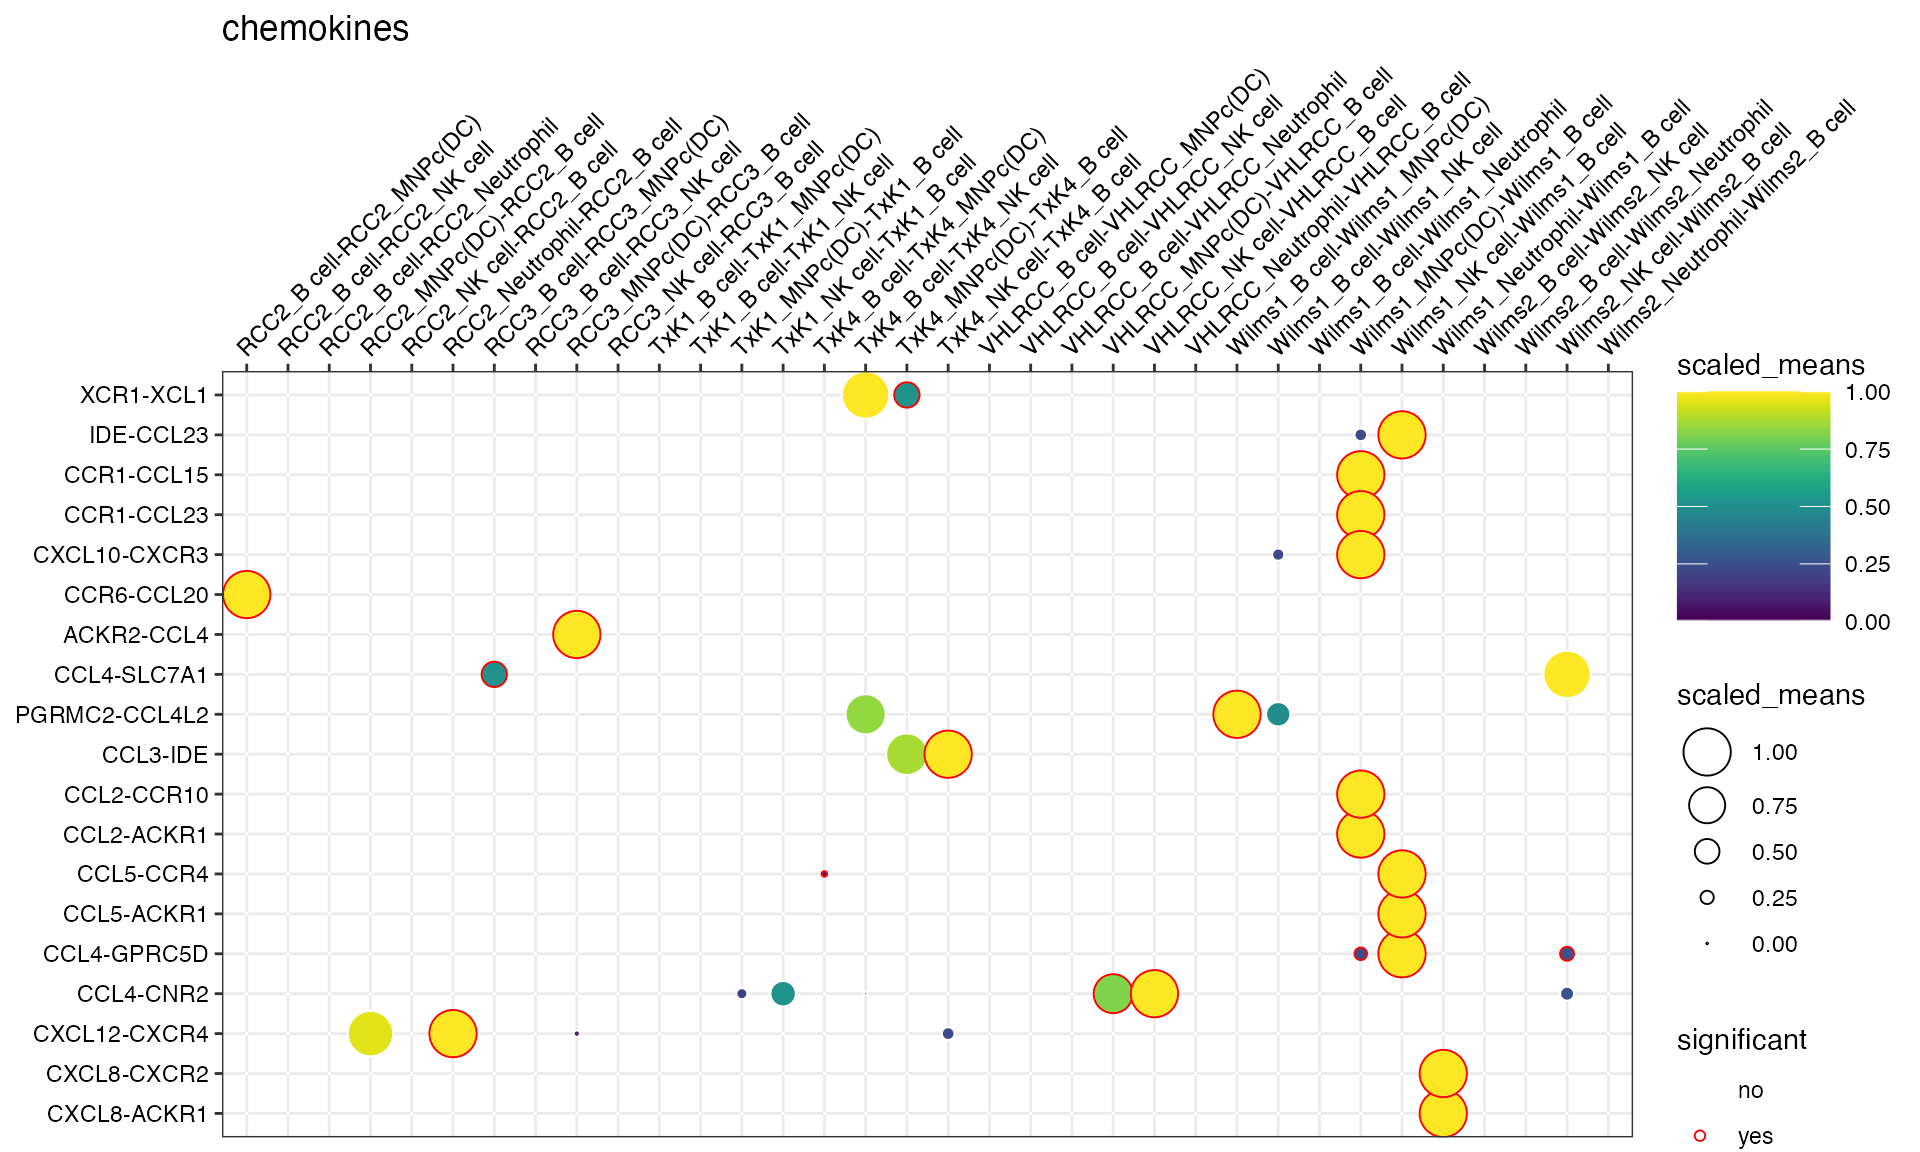 chemokines
RCC2_B cell-RCC2_MNPc(DC)
RCC2_B cell-RCC2_NK cell
RCC2_B cell-RCC2_Neutrophil
RCC2_MNPc(DC)-RCC2_B cell
RCC2_NK cell-RCC2_B cell
RCC2_Neutrophil-RCC2_B cell
RCC3_B cell-RCC3_MNPc(DC)
RCC3_B cell-RCC3_NK cell
RCC3_MNPc(DC)-RCC3_B cell
RCC3_NK cell-RCC3_B cell
TxK1_B cell-TxK1_MNPc(DC)
TxK1_B cell-TxK1_NK cell
TxK1_MNPc(DC)-TxK1_B cell
TxK1_NK cell-TxK1_B cell
TxK4_B cell-TxK4_MNPc(DC)
TxK4_B cell-TxK4_NK cell
TxK4_MNPc(DC)-TxK4_B cell
TxK4_NK cell-TxK4_B cell
VHLRCC_B cell-VHLRCC_MNPc(DC)
VHLRCC_B cell-VHLRCC_NK cell
VHLRCC_B cell-VHLRCC_Neutrophil
VHLRCC_MNPc(DC)-VHLRCC_B cell
VHLRCC_NK cell-VHLRCC_B cell
VHLRCC_Neutrophil-VHLRCC_B cell
Wilms1_B cell-Wilms1_MNPc(DC)
Wilms1_B cell-Wilms1_NK cell
Wilms1_B cell-Wilms1_Neutrophil
Wilms1_MNPc(DC)-Wilms1_B cell
Wilms1_NK cell-Wilms1_B cell
Wilms1_Neutrophil-Wilms1_B cell
Wilms2_B cell-Wilms2_NK cell
Wilms2_B cell-Wilms2_Neutrophil
Wilms2_NK cell-Wilms2_B cell
Wilms2_Neutrophil-Wilms2_B cell
XCR1-XCL1
IDE-CCL23
CCR1-CCL15
CCR1-CCL23
CXCL10-CXCR3
CCR6-CCL20
ACKR2-CCL4
CCL4-SLC7A1
PGRMC2-CCL4L2
CCL3-IDE
CCL2-CCR10
CCL2-ACKR1
CCL5-CCR4
CCL5-ACKR1
CCL4-GPRC5D
CCL4-CNR2
CXCL12-CXCR4
CXCL8-CXCR2
CXCL8-ACKR1
scaled_means
1.00
0.75
0.50
0.25
0.00
scaled_means
1.00
0.75
0.50
0.25
0.00
significant
no
yes